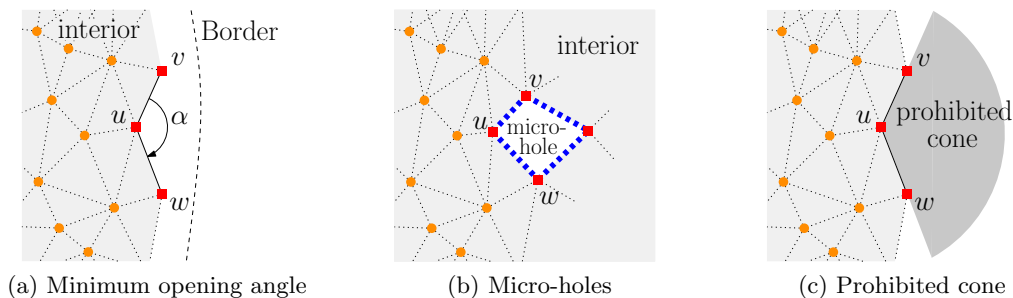 interior
Border
v
u
α
w
(a) Minimum opening angle
interior
v
u
micro-
hole
w
(b) Micro-holes
v
u
prohibited
cone
w
(c) Prohibited cone